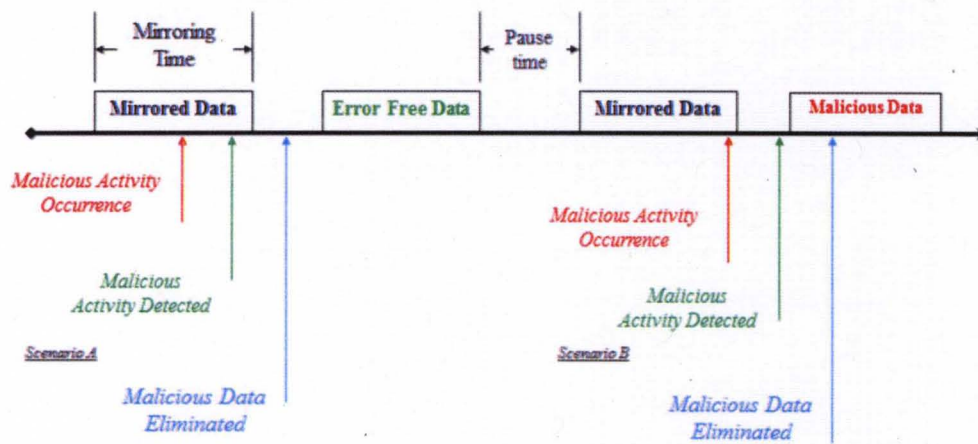 Mirroring
Time
Pause
time
Mirrored Data
Error Free Data
Mirrored Data
Malicious Data
Malicious Activity
Occurrence
Malicious Activity
Occurrence
Malicious
Activity Detected
Malicious
Activity Detected
Scenario A
Scenario B
Malicious Data
Eliminated
Malicious Data
Eliminated